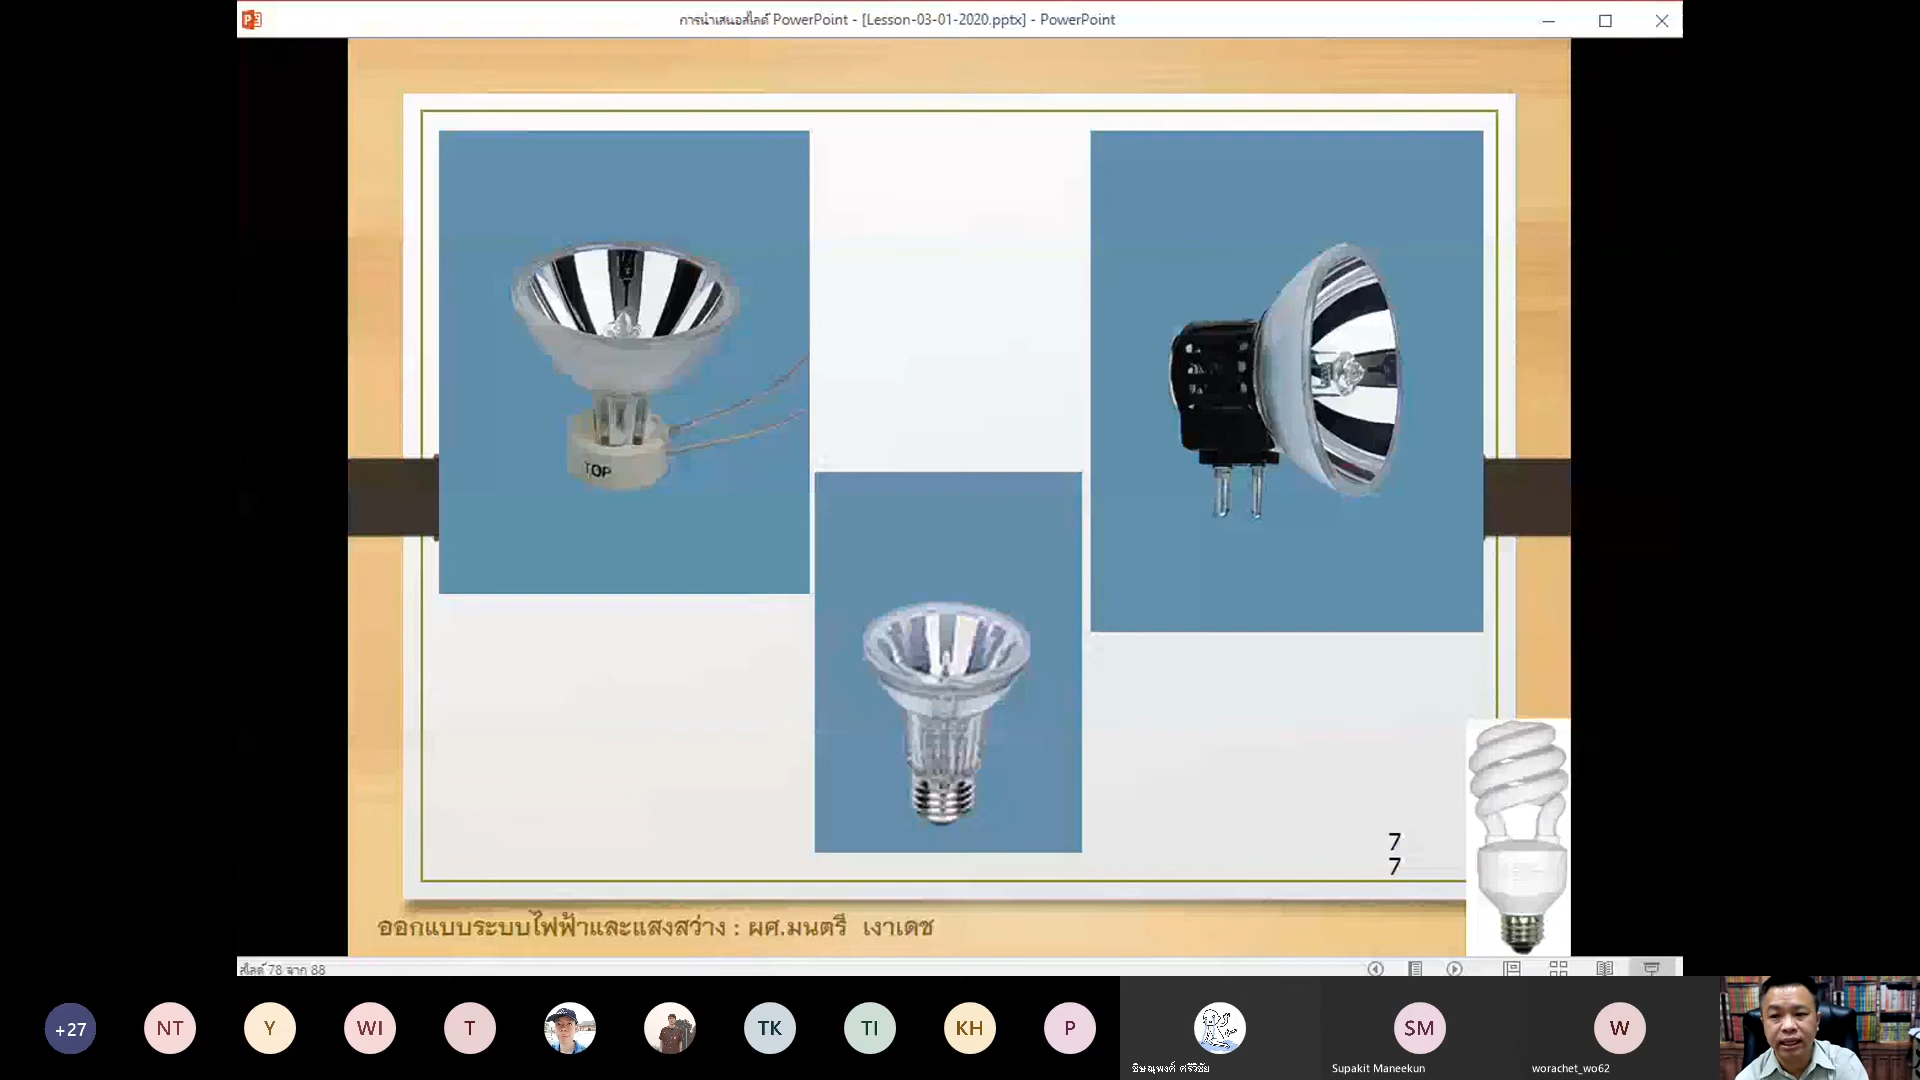 การนำเสนอสไลด์ PowerPoint - [Lesson-03-01-2020.pptx] - PowerPoint
TOP
7
7
ออกแบบระบบไฟฟ้าและแสงสว่าง : ผศ.มนตรี เงาเดช
สไลด์ 78 จาก 88
+27
NT
Y
WI
T
TK
TI
KH
P
SM
W
พิษณุพงศ์ ศรีวิชัย
Supakit Maneekun
worachet_wo62